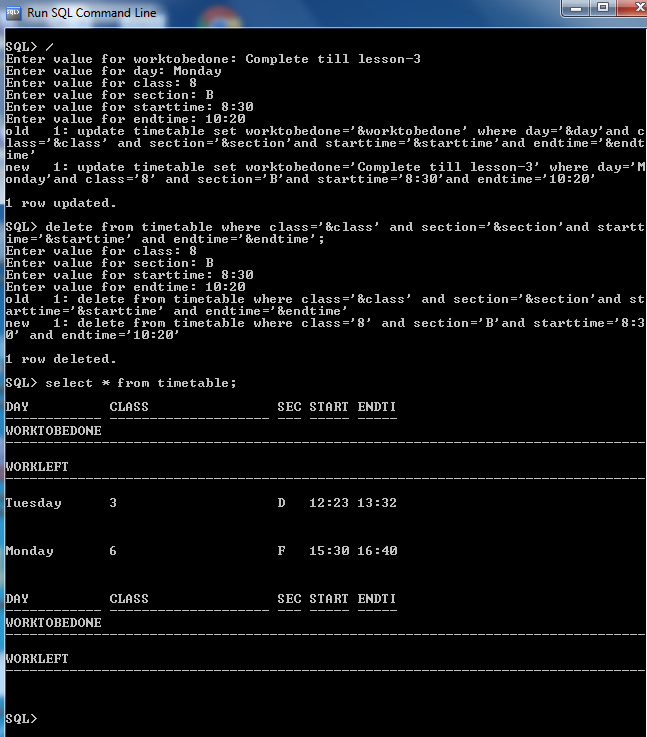 Run SQL Command Line
SQL> /
Enter value for worktobedone: Complete till lesson-3
Enter value for day: Monday
Enter value for class: 8
Enter value for section: B
Enter value for starttime: 8:30
Enter value for endtime: 10:20
old   1: update timetable set worktobedone='&worktobedone' where day='&day'and c
lass='&class' and section='&section'and starttime='&starttime'and endtime='&endt
ime'
new   1: update timetable set worktobedone='Complete till lesson-3' where day='M
onday'and class='8' and section='B'and starttime='8:30'and endtime='10:20'
1 row updated.
SQL> delete from timetable where class='&class' and section='&section'and startt
ime='&starttime' and endtime='&endtime';
Enter value for class: 8
Enter value for section: B
Enter value for starttime: 8:30
Enter value for endtime: 10:20
old   1: delete from timetable where class='&class' and section='&section'and st
arttime='&starttime' and endtime='&endtime'
new   1: delete from timetable where class='8' and section='B'and starttime='8:3
0' and endtime='10:20'
1 row deleted.
SQL> select * from timetable;
DAY          CLASS                SEC START ENDTI
------------ -------------------- --- ----- -----
WORKTOBEDONE
--------------------------------------------------------------------------------
WORKLEFT
--------------------------------------------------------------------------------
Tuesday      3                    D   12:23 13:32
Monday       6                    F   15:30 16:40
DAY          CLASS                SEC START ENDTI
------------ -------------------- --- ----- -----
WORKTOBEDONE
--------------------------------------------------------------------------------
WORKLEFT
--------------------------------------------------------------------------------
SQL>